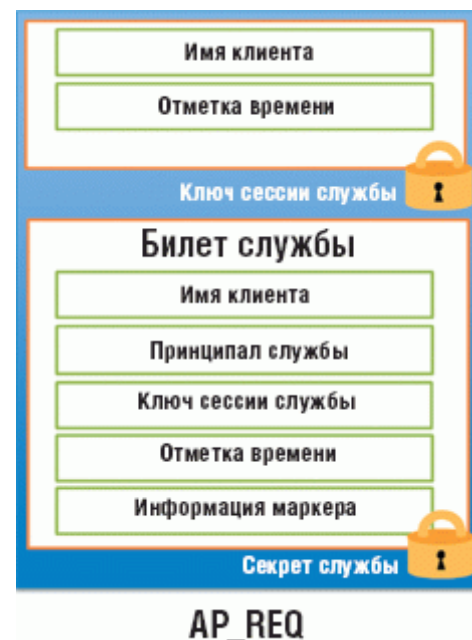 Имя клиента
Отметка времени
Ключ сессии службы
Билет службы
Имя клиента
Принципал службы
Ключ сессии службы
Отметка времени
Информация маркера
Секрет службы
AP_REQ